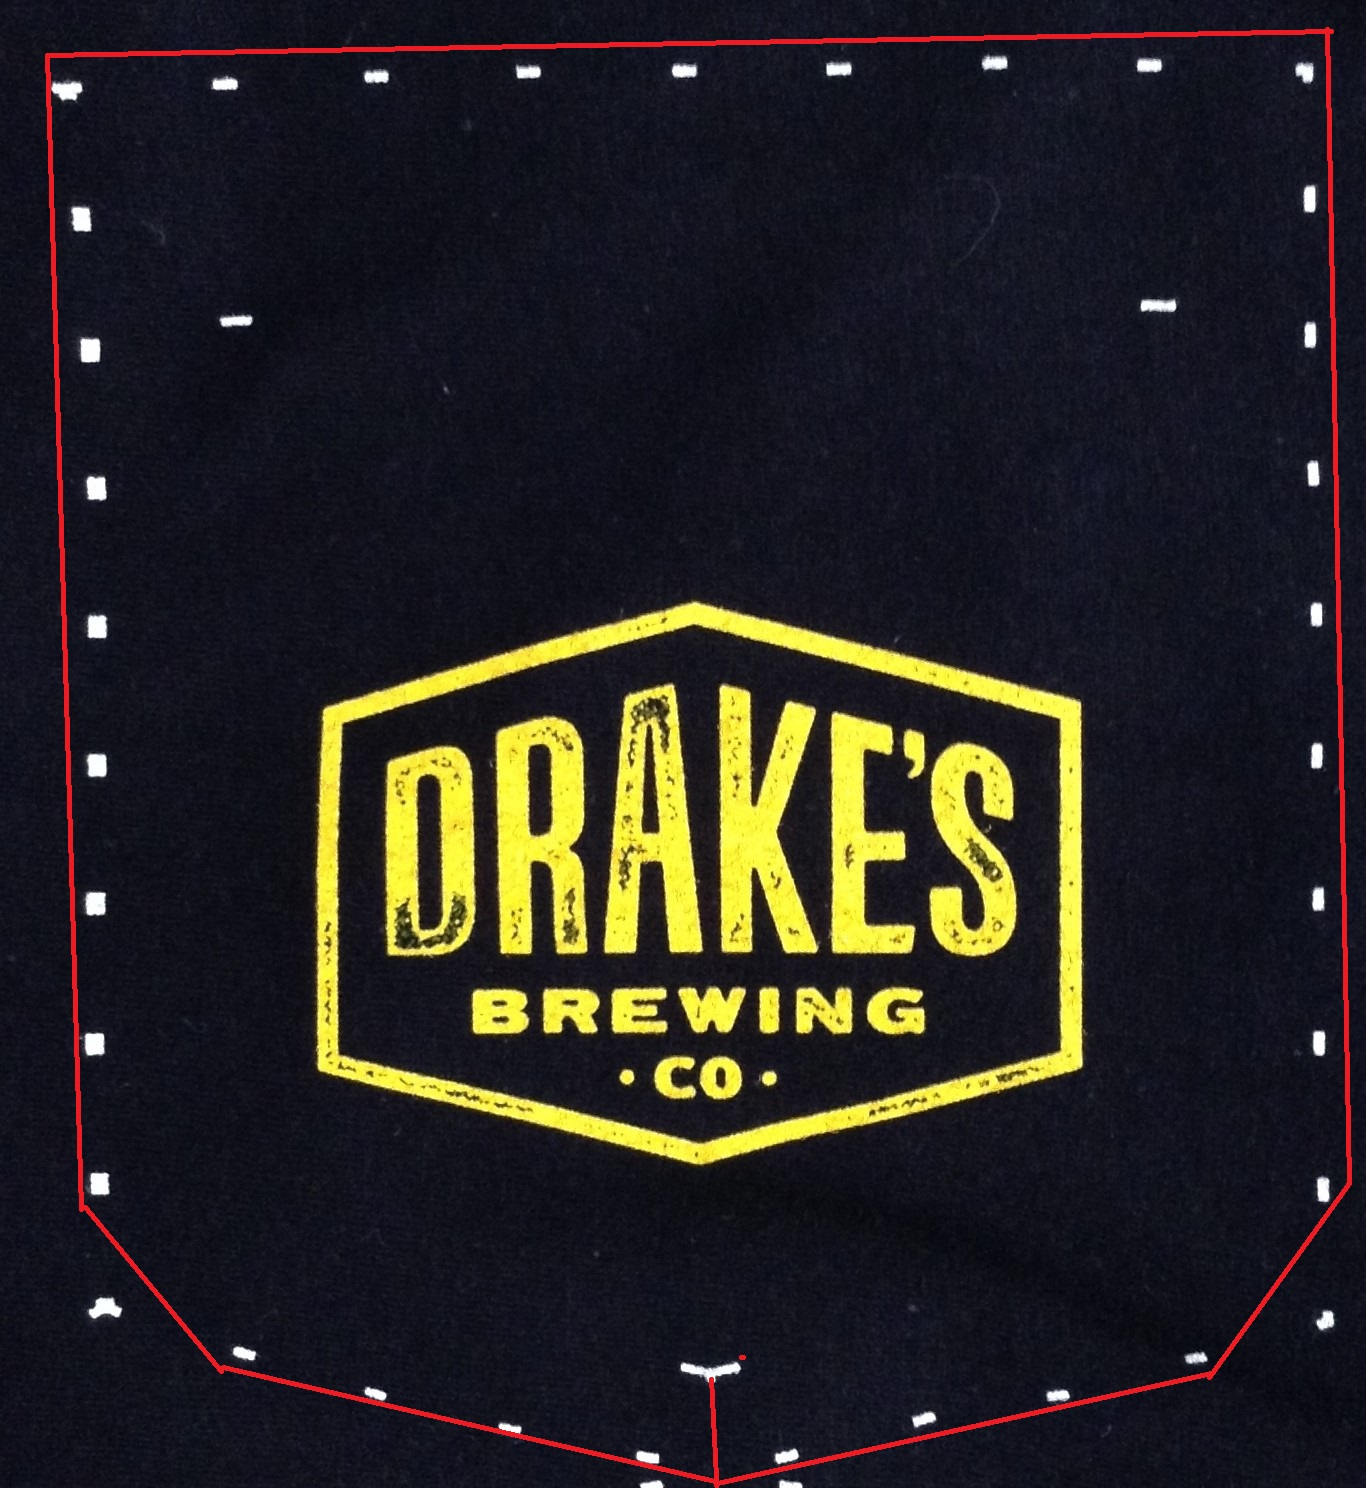 DRAKE'S
BREWING
· CO ·